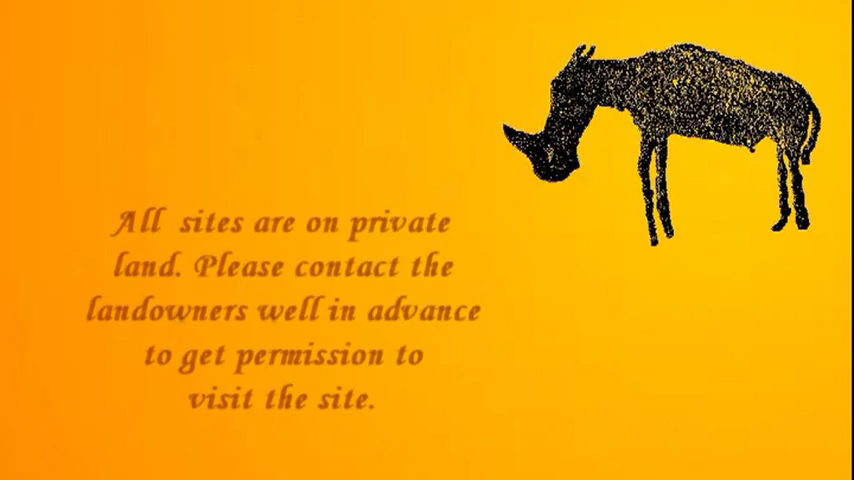 All sites are on private
land. Please contact the
landowners well in advance
to get permission to
visit the site.